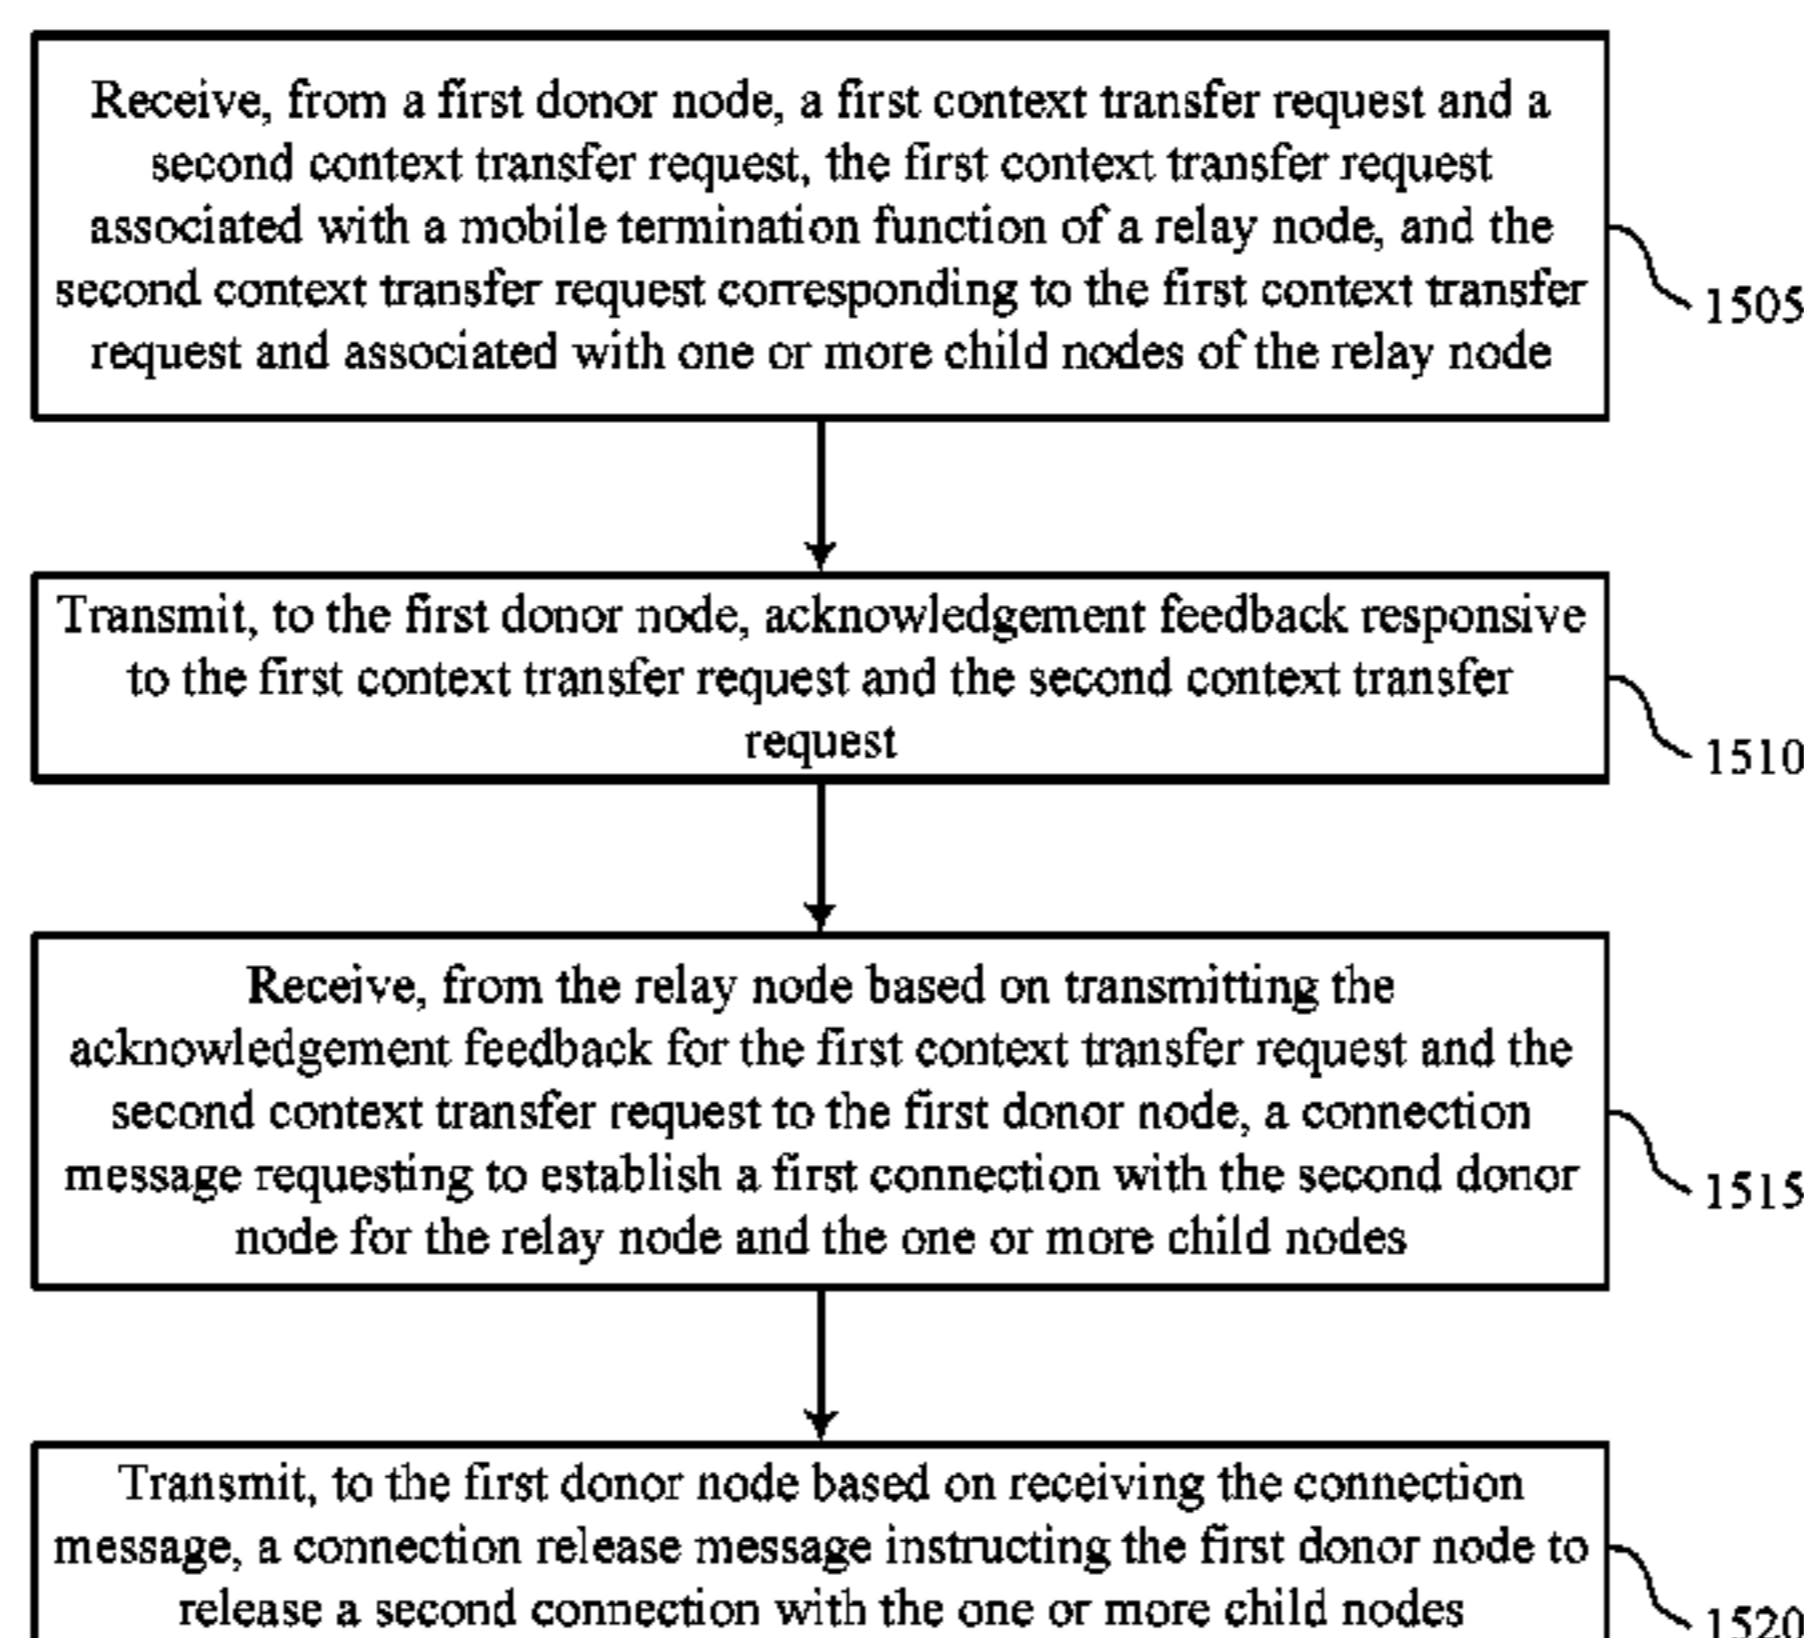 Receive, from a first donor node, a first context transfer request and a
second context transfer request, the first context transfer request
associated with a mobile termination function of a relay node, and the
second context transfer request corresponding to the first context transfer
request and associated with one or more child nodes of the relay node
1505
Transmit, to the first donor node, acknowledgement feedback responsive
to the first context transfer request and the second context transfer
request
1510
Receive, from the relay node based on transmitting the
acknowledgement feedback for the first context transfer request and the
second context transfer request to the first donor node, a connection
message requesting to establish a first connection with the second donor
node for the relay node and the one or more child nodes
1515
Transmit, to the first donor node based on receiving the connection
message, a connection release message instructing the first donor node to
release a second connection with the one or more child nodes
1520